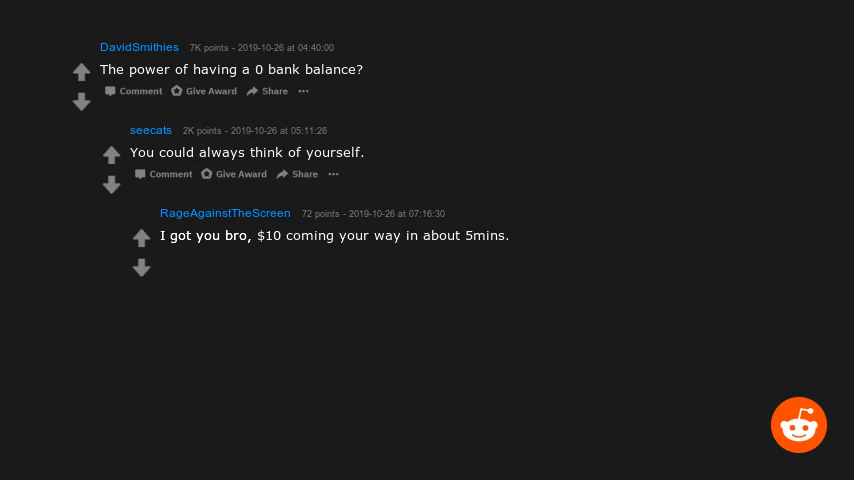 DavidSmithies 7K points - 2019-10-26 at 04:40:00
The power of having a 0 bank balance?
Comment Give Award Share ···
seecats 2K points - 2019-10-26 at 05:11:26
You could always think of yourself.
Comment Give Award Share ···
RageAgainstTheScreen 72 points - 2019-10-26 at 07:16:30
I got you bro, $10 coming your way in about 5mins.